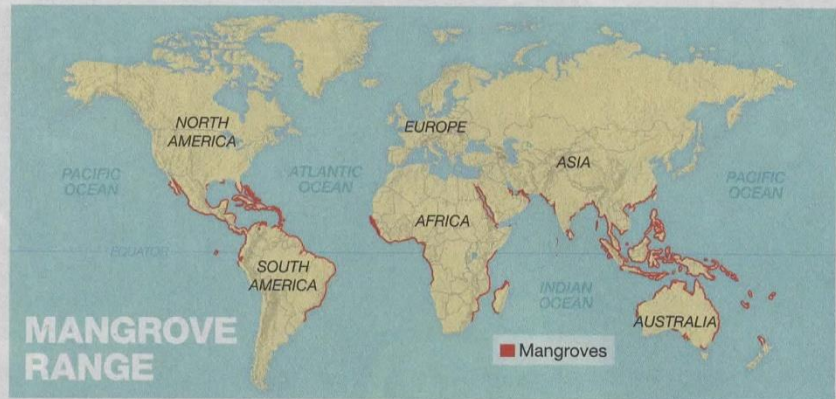 NORTH
AMERICA
EUROPE
ASIA
PACIFIC
OCEAN
ATLANTIC
OCEAN
PACIFIC
OCEAN
AFRICA
EQUATOR
SOUTH
AMERICA
INDIAN
OCEAN
AUSTRALIA
MANGROVE
RANGE
Mangroves